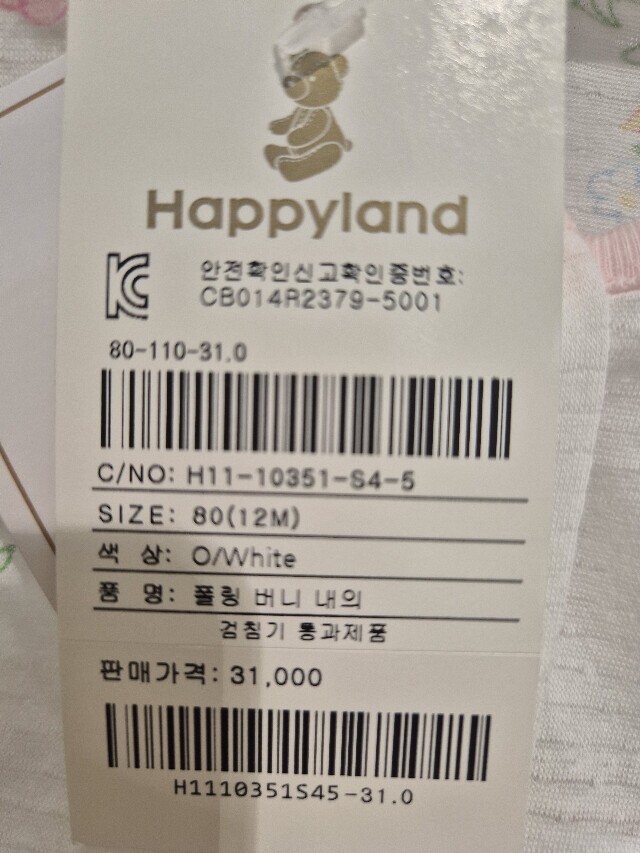 Happyland
안전확인신고확인증번호:
CB014R2379-5001
80-110-31.0
C/NO: H11-10351-S4-5
SIZE: 80(12M)
색 상: O/White
품 명: 폴링 버니 내의
검침기 통과제품
판매가격: 31,000
H1110351S45-31.0